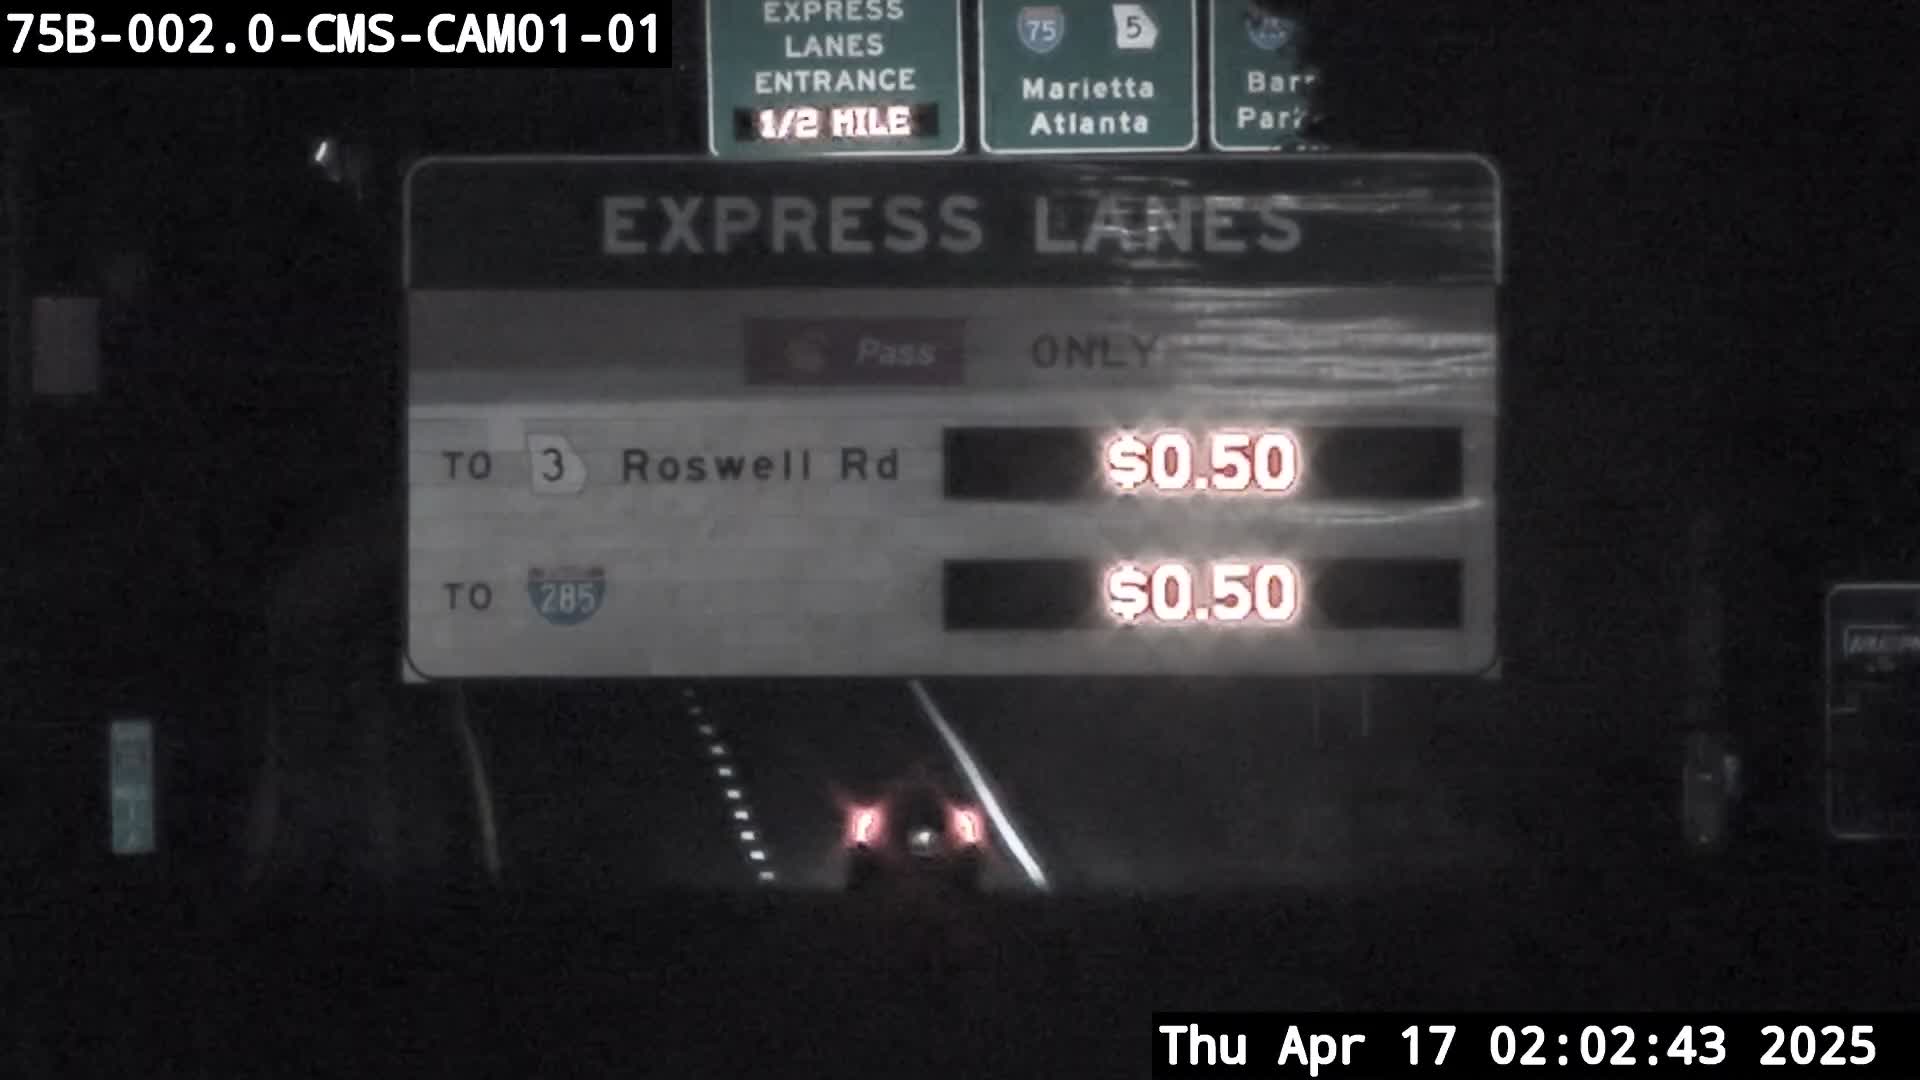 75B-002.0-CMS-CAM01-01
EXPRESS
LANES
ENTRANCE
1/2 MILE
75 5
Marietta
Atlanta
EXPRESS LANES
Pass ONLY
TO 3 Roswell Rd $0.50
TO 285 $0.50
Thu Apr 17 02:02:43 2025